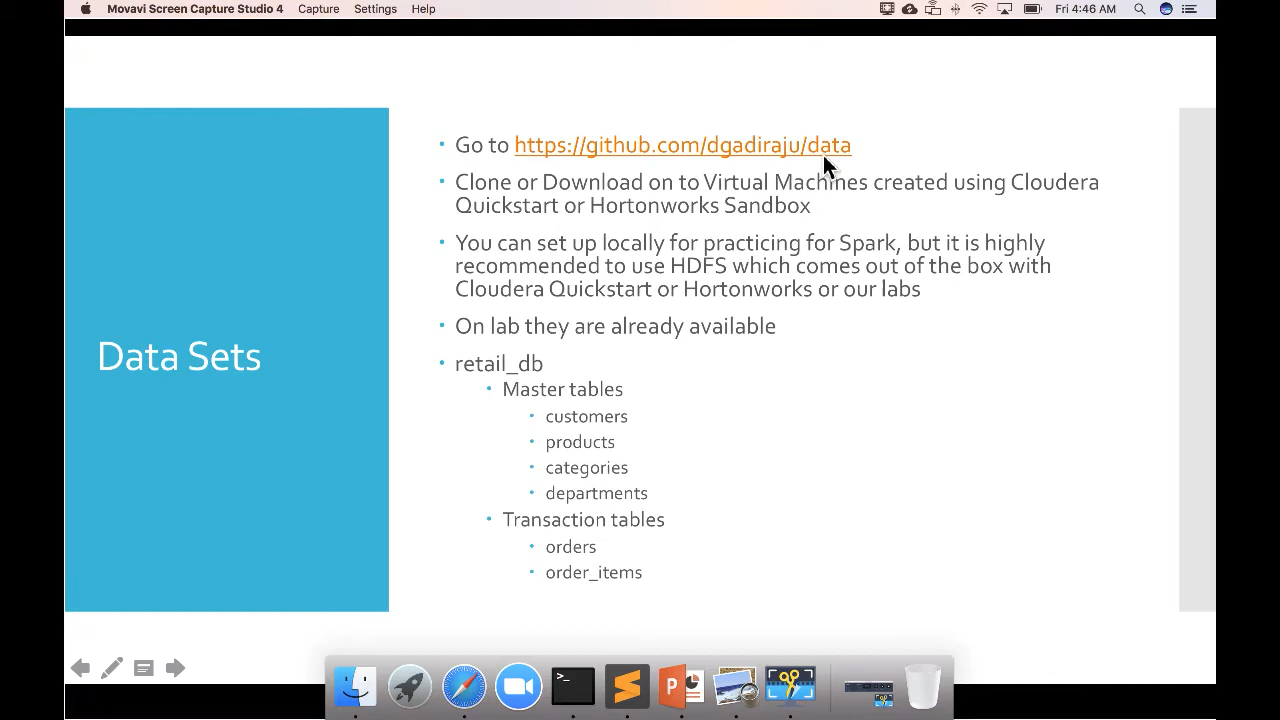 Movavi Screen Capture Studio 4 Capture Settings Help Fri 4:46 AM
Data Sets
• Go to https://github.com/dgadiraju/data
• Clone or Download on to Virtual Machines created using Cloudera
Quickstart or Hortonworks Sandbox
• You can set up locally for practicing for Spark, but it is highly
recommended to use HDFS which comes out of the box with
Cloudera Quickstart or Hortonworks or our labs
• On lab they are already available
• retail_db
• Master tables
• customers
• products
• categories
• departments
• Transaction tables
• orders
• order_items
>_
P